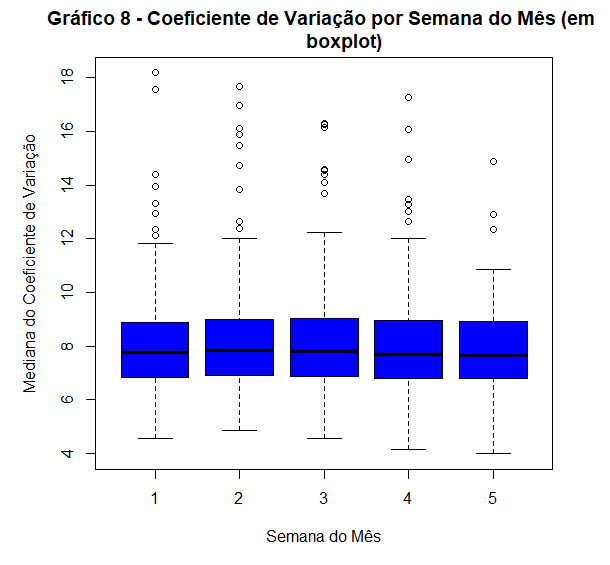 Gráfico 8 - Coeficiente de Variação por Semana do Mês (em
boxplot)
Mediana do Coeficiente de Variação
18
16
14
12
10
8
6
4
1 2 3 4 5
Semana do Mês